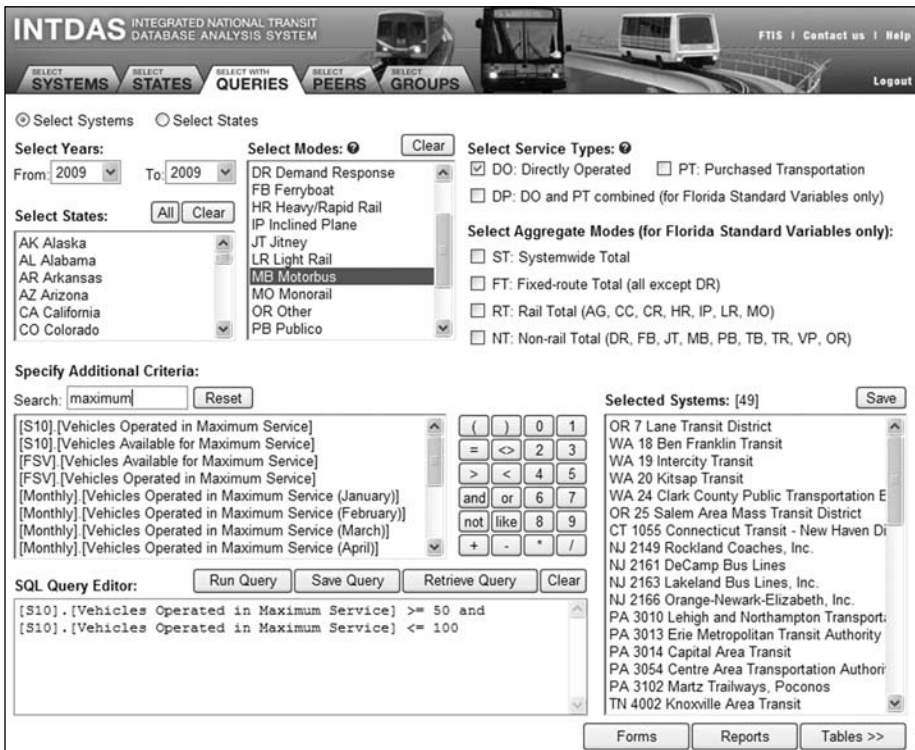 INTDAS INTEGRATED NATIONAL TRANSIT
DATABASE ANALYSIS SYSTEM
FTIS | Contact us | Help
SELECT SYSTEMS
SELECT STATES
SELECT WITH QUERIES
SELECT PEERS
SELECT GROUPS
Logout
Select Systems Select States
Select Years:
From: 2009 To: 2009
Select States: All Clear
AK Alaska
AL Alabama
AR Arkansas
AZ Arizona
CA California
CO Colorado
Select Modes: Clear
DR Demand Response
FB Ferryboat
HR Heavy/Rapid Rail
IP Inclined Plane
JT Jitney
LR Light Rail
MB Motorbus
MO Monorail
OR Other
PB Publico
Select Service Types:
DO: Directly Operated PT: Purchased Transportation
DP: DO and PT combined (for Florida Standard Variables only)
Select Aggregate Modes (for Florida Standard Variables only):
ST: Systemwide Total
FT: Fixed-route Total (all except DR)
RT: Rail Total (AG, CC, CR, HR, IP, LR, MO)
NT: Non-rail Total (DR, FB, JT, MB, PB, TB, TR, VP, OR)
Specify Additional Criteria:
Search: maximum Reset
[S10].[Vehicles Operated in Maximum Service]
[S10].[Vehicles Available for Maximum Service]
[FSV].[Vehicles Available for Maximum Service]
[FSV].[Vehicles Operated in Maximum Service]
[Monthly].[Vehicles Operated in Maximum Service (January)]
[Monthly].[Vehicles Operated in Maximum Service (February)]
[Monthly].[Vehicles Operated in Maximum Service (March)]
[Monthly].[Vehicles Operated in Maximum Service (April)]
( ) 0 1
= <> 2 3
> < 4 5
and or 6 7
not like 8 9
+ - * /
SQL Query Editor: Run Query Save Query Retrieve Query Clear
[S10].[Vehicles Operated in Maximum Service] >= 50 and
[S10].[Vehicles Operated in Maximum Service] <= 100
Selected Systems: [49] Save
OR 7 Lane Transit District
WA 18 Ben Franklin Transit
WA 19 Intercity Transit
WA 20 Kitsap Transit
WA 24 Clark County Public Transportation E
OR 25 Salem Area Mass Transit District
CT 1055 Connecticut Transit - New Haven Di
NJ 2149 Rockland Coaches, Inc.
NJ 2161 DeCamp Bus Lines
NJ 2163 Lakeland Bus Lines, Inc.
NJ 2166 Orange-Newark-Elizabeth, Inc.
PA 3010 Lehigh and Northampton Transporta
PA 3013 Erie Metropolitan Transit Authority
PA 3014 Capital Area Transit
PA 3054 Centre Area Transportation Authori
PA 3102 Martz Trailways, Poconos
TN 4002 Knoxville Area Transit
Forms Reports Tables >>